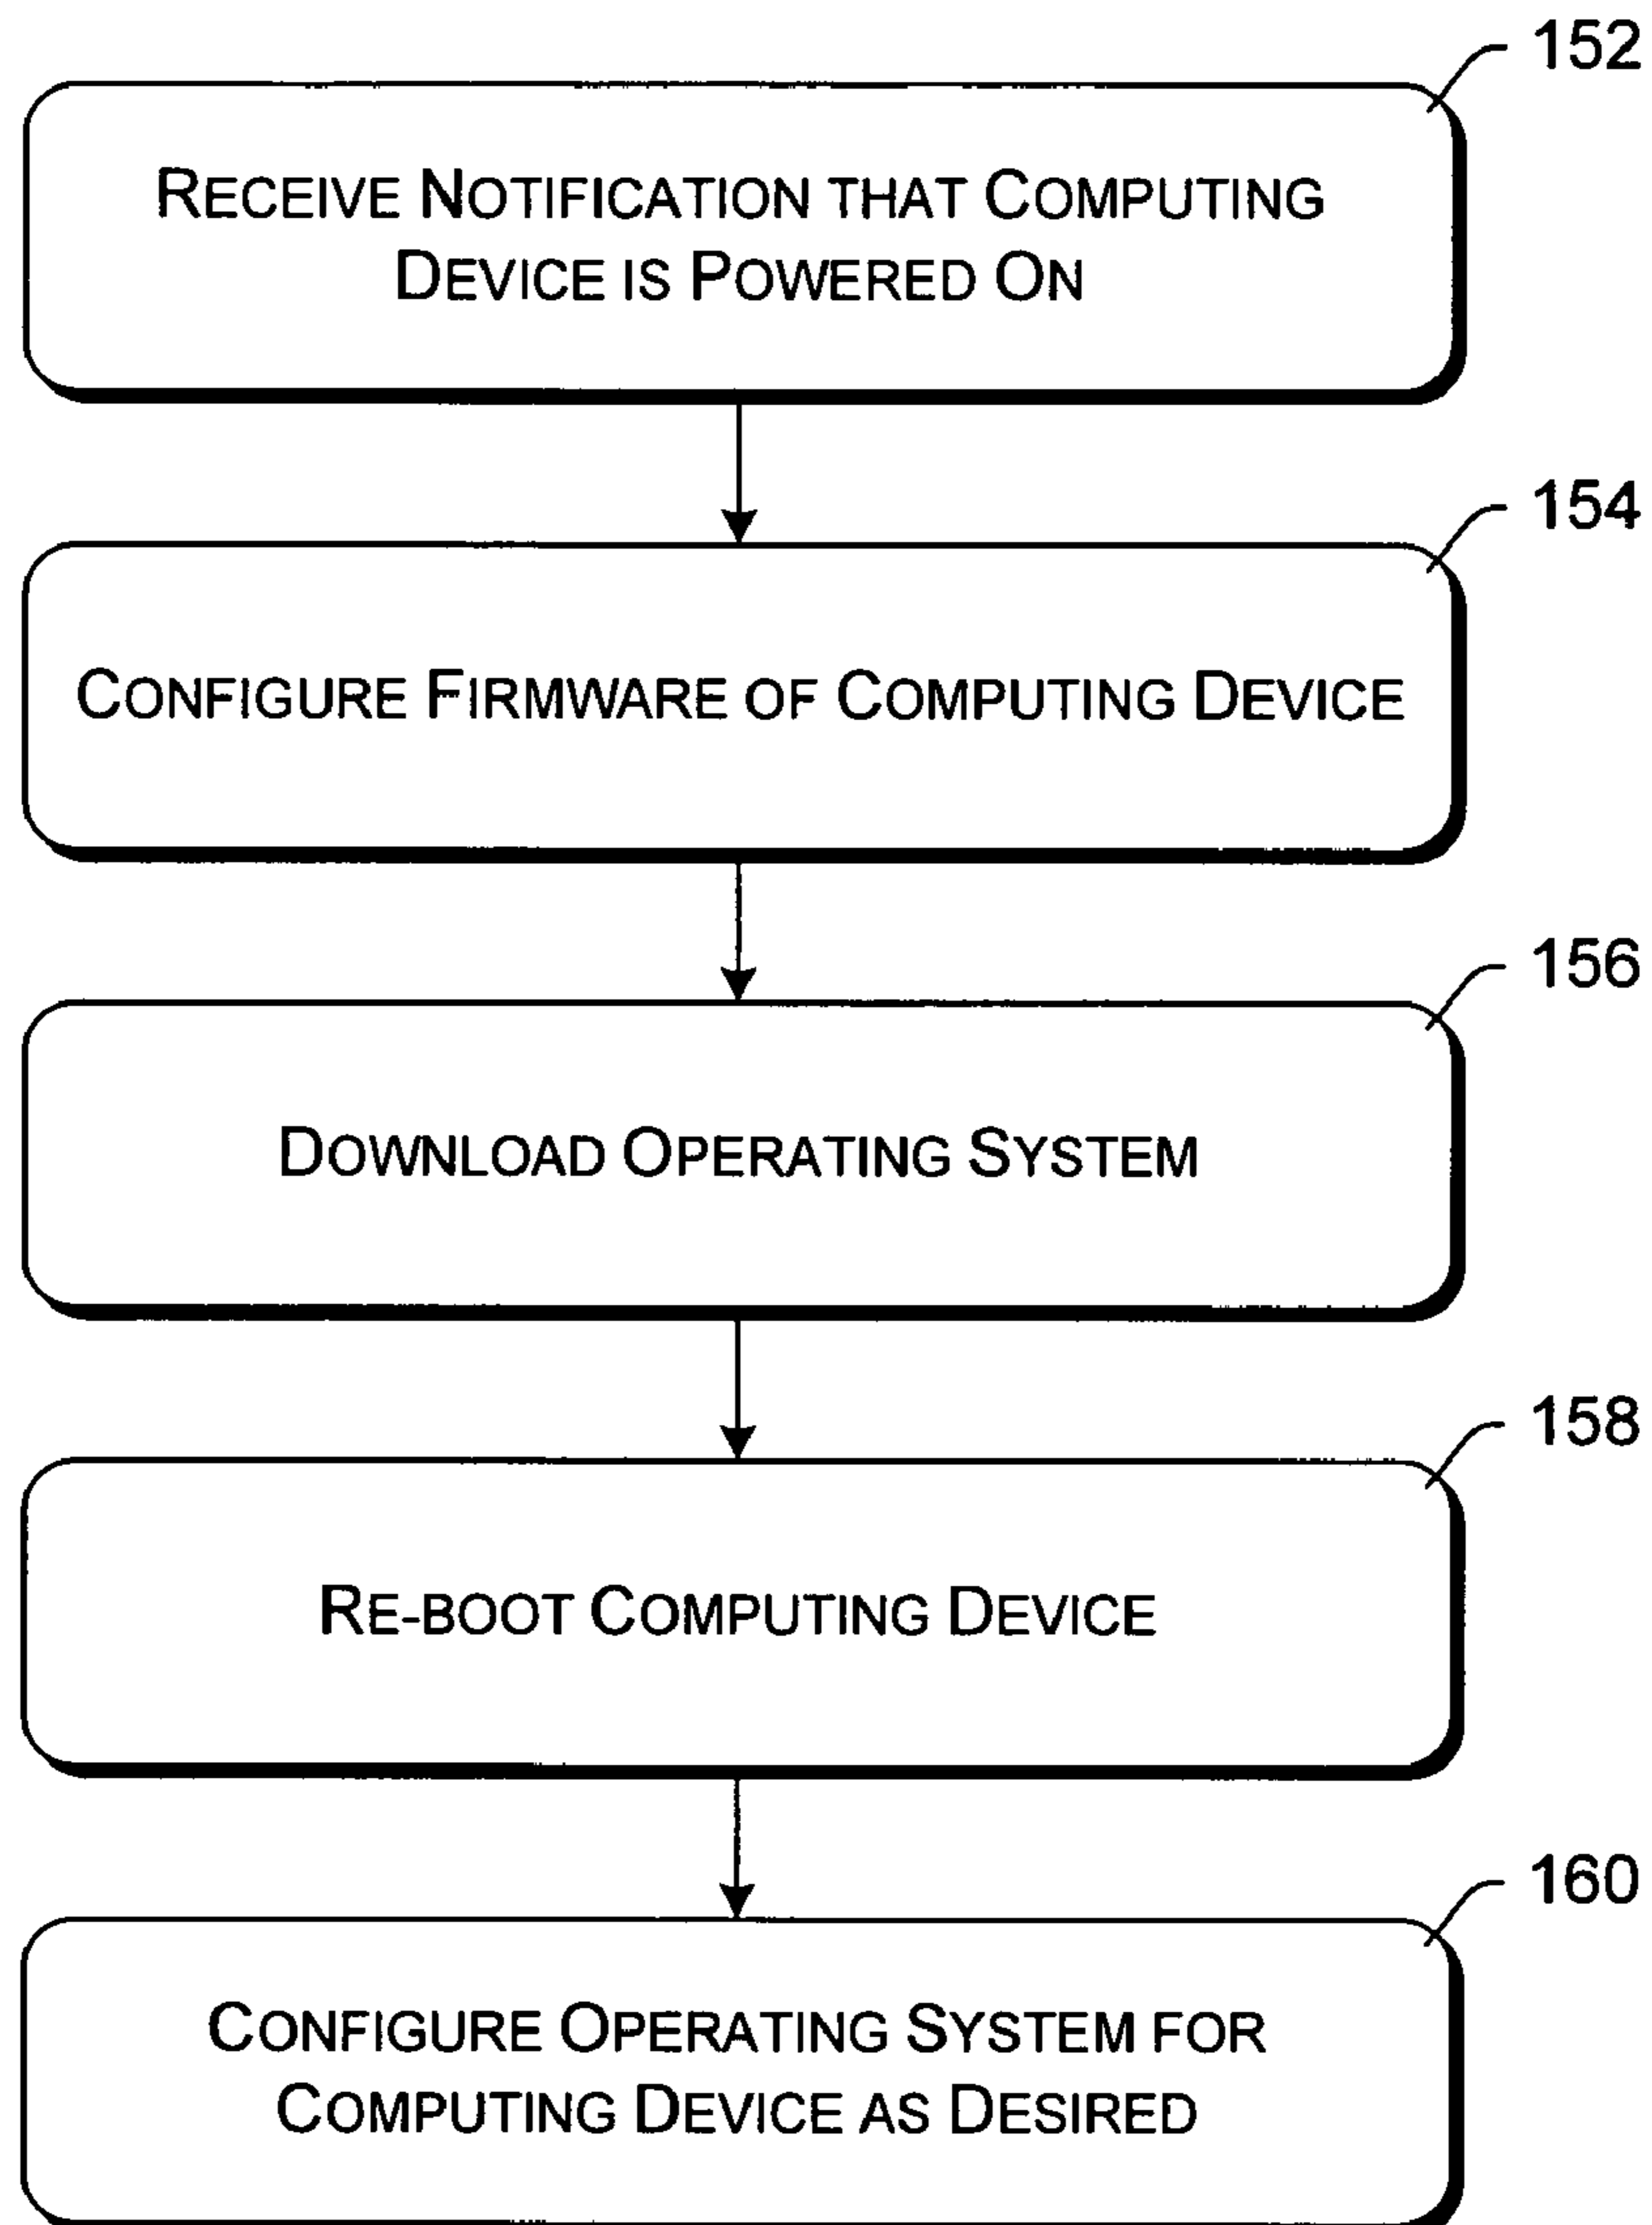 152
RECEIVE NOTIFICATION THAT COMPUTING
DEVICE IS POWERED ON
154
CONFIGURE FIRMWARE OF COMPUTING DEVICE
156
DOWNLOAD OPERATING SYSTEM
158
RE-BOOT COMPUTING DEVICE
160
CONFIGURE OPERATING SYSTEM FOR
COMPUTING DEVICE AS DESIRED